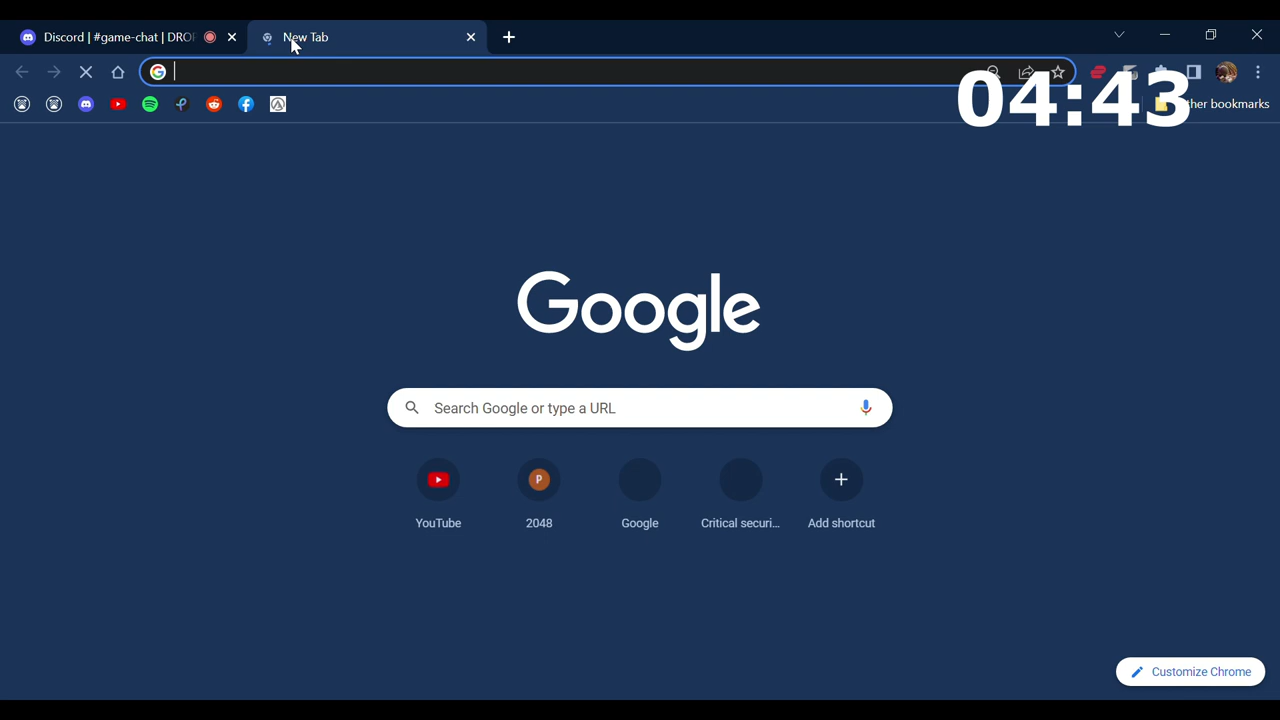 Discord | #game-chat | DRO
New Tab
04:43
her bookmarks
Google
Search Google or type a URL
P
YouTube
2048
Google
Critical securi...
Add shortcut
Customize Chrome